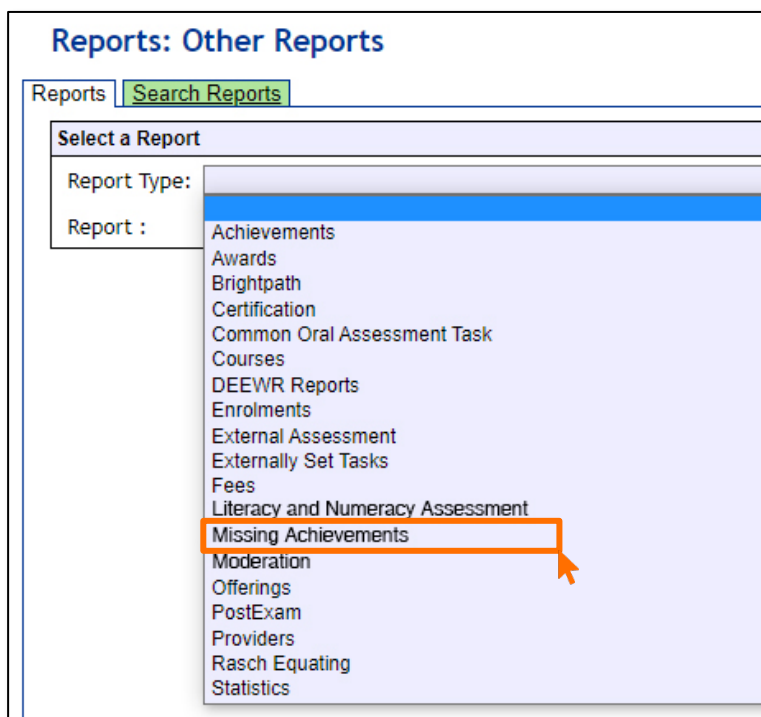 Reports: Other Reports
Reports Search Reports
Select a Report
Report Type:
Report :
Achievements
Awards
Brightpath
Certification
Common Oral Assessment Task
Courses
DEEWR Reports
Enrolments
External Assessment
Externally Set Tasks
Fees
Literacy and Numeracy Assessment
Missing Achievements
Moderation
Offerings
PostExam
Providers
Rasch Equating
Statistics